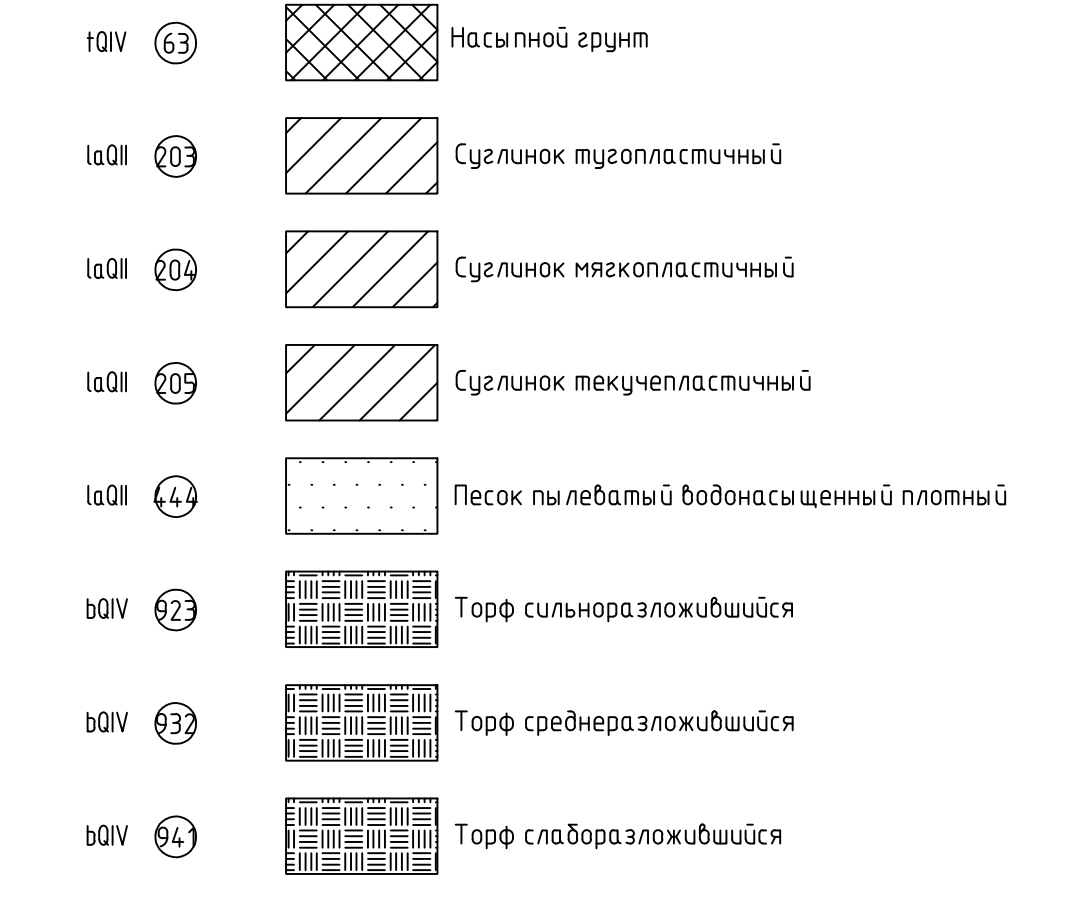 tQIV 63 Насыпной грунт
laQII 203 Суглинок тугопластичный
laQII 204 Суглинок мягкопластичный
laQII 205 Суглинок текучепластичный
laQII 444 Песок пылеватый водонасыщенный плотный
bQIV 923 Торф сильноразложившийся
bQIV 932 Торф среднеразложившийся
bQIV 941 Торф слаборазложившийся